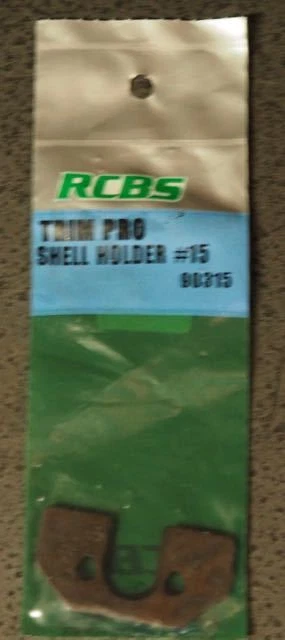 RCBS
TRIM PRO
SHELL HOLDER #15
90315